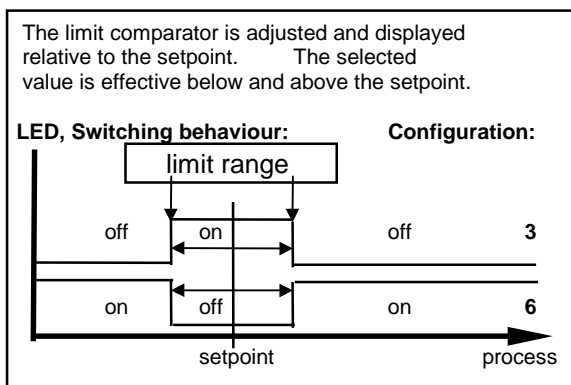 The limit comparator is adjusted and displayed
relative to the setpoint. The selected
value is effective below and above the setpoint.
LED, Switching behaviour: Configuration:
limit range
off on off 3
on off on 6
setpoint process